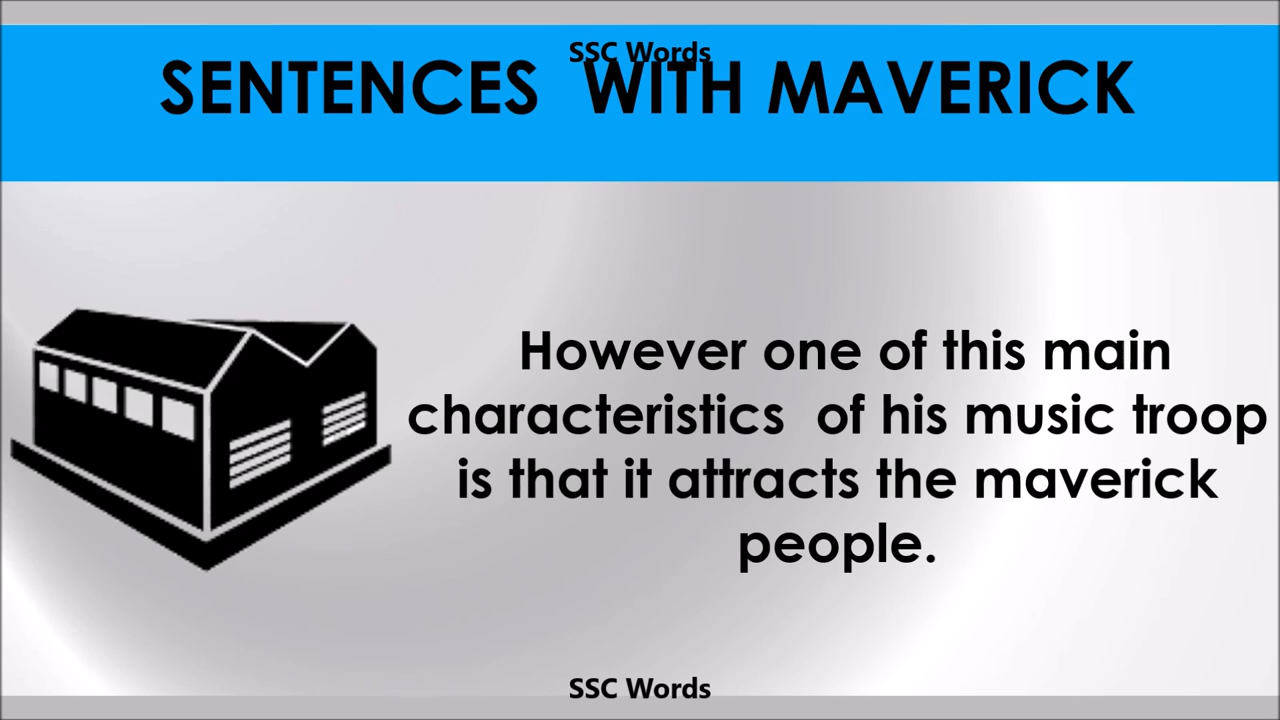 SSC Words
SENTENCES WITH MAVERICK
However one of this main
characteristics of his music troop
is that it attracts the maverick
people.
SSC Words